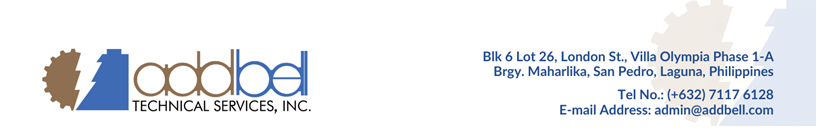 addbell
TECHNICAL SERVICES, INC.
Blk 6 Lot 26, London St., Villa Olympia Phase 1-A
Brgy. Maharlika, San Pedro, Laguna, Philippines
Tel No.: (+632) 7117 6128
E-mail Address: admin@addbell.com